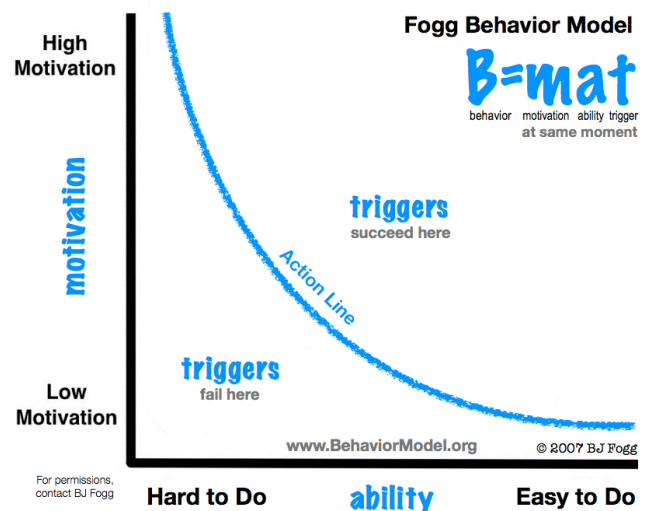 Fogg Behavior Model
B=mat
behavior motivation ability trigger
at same moment
High
Motivation
motivation
triggers
succeed here
Action Line
triggers
fail here
Low
Motivation
www.BehaviorModel.org
© 2007 BJ Fogg
For permissions,
contact BJ Fogg
Hard to Do
ability
Easy to Do